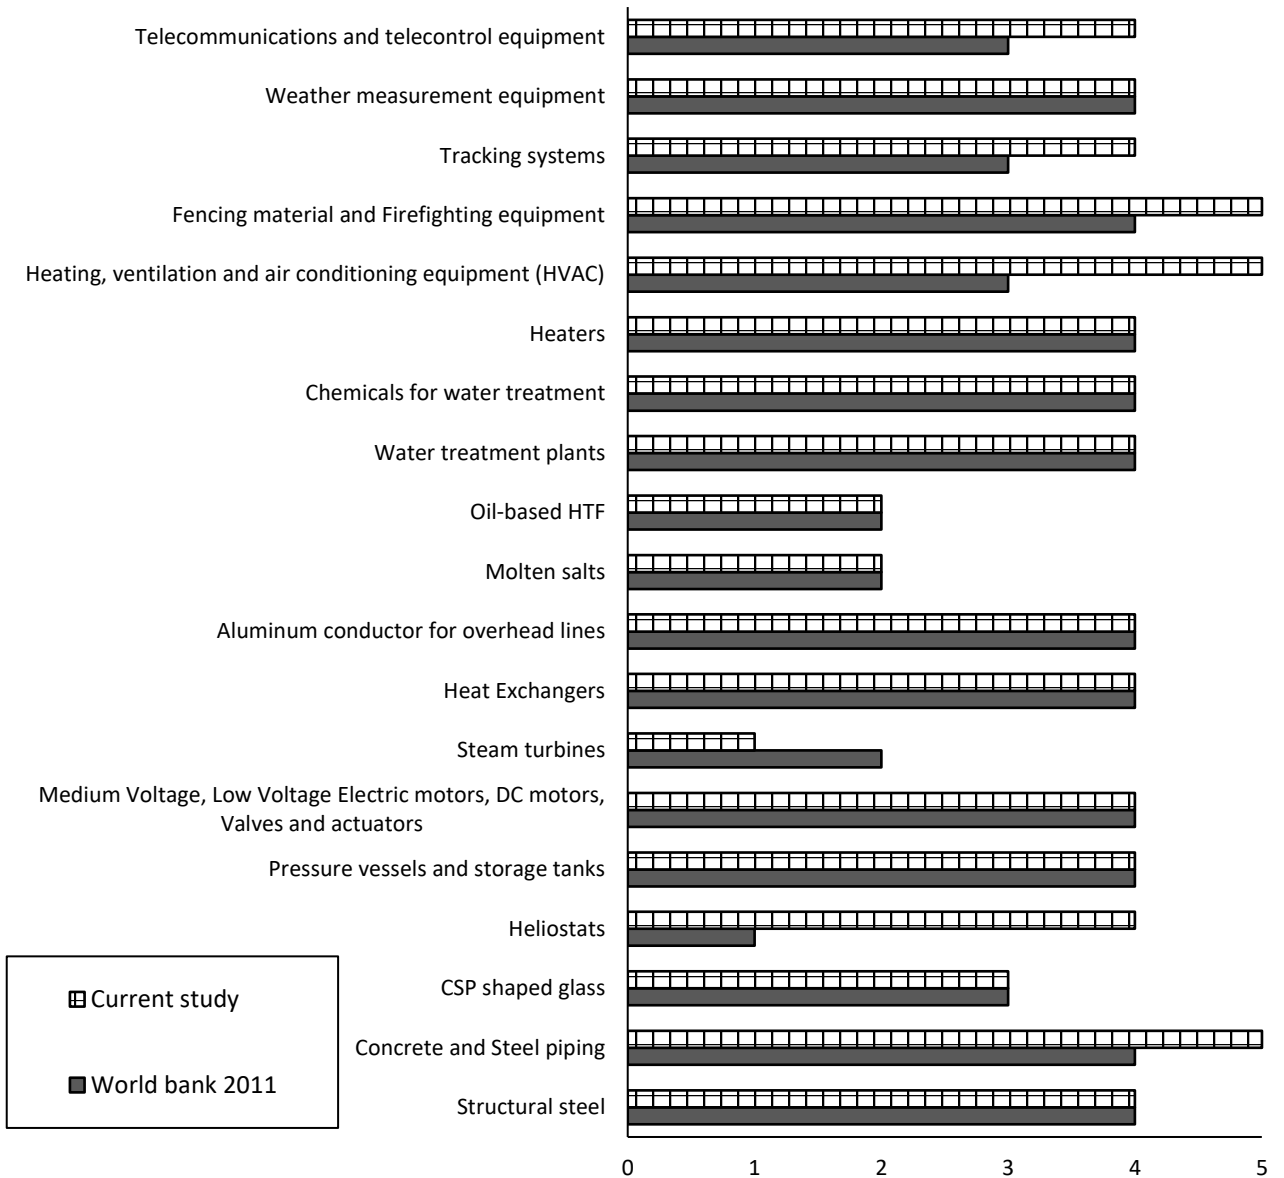 Telecommunications and telecontrol equipment
Weather measurement equipment
Tracking systems
Fencing material and Firefighting equipment
Heating, ventilation and air conditioning equipment (HVAC)
Heaters
Chemicals for water treatment
Water treatment plants
Oil-based HTF
Molten salts
Aluminum conductor for overhead lines
Heat Exchangers
Steam turbines
Medium Voltage, Low Voltage Electric motors, DC motors,
Valves and actuators
Pressure vessels and storage tanks
Heliostats
CSP shaped glass
Concrete and Steel piping
Structural steel
Current study
World bank 2011
0 1 2 3 4 5